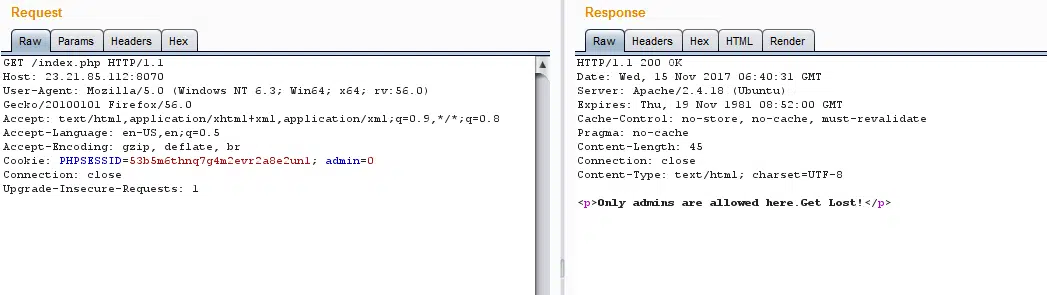 Request
Raw Params Headers Hex
GET /index.php HTTP/1.1
Host: 23.21.85.112:8070
User-Agent: Mozilla/5.0 (Windows NT 6.3; Win64; x64; rv:56.0)
Gecko/20100101 Firefox/56.0
Accept: text/html,application/xhtml+xml,application/xml;q=0.9,*/*;q=0.8
Accept-Language: en-US,en;q=0.5
Accept-Encoding: gzip, deflate, br
Cookie: PHPSESSID=53b5m6thnq7g4m2evr2a8e2un1; admin=0
Connection: close
Upgrade-Insecure-Requests: 1
Response
Raw Headers Hex HTML Render
HTTP/1.1 200 OK
Date: Wed, 15 Nov 2017 06:40:31 GMT
Server: Apache/2.4.18 (Ubuntu)
Expires: Thu, 19 Nov 1981 08:52:00 GMT
Cache-Control: no-store, no-cache, must-revalidate
Pragma: no-cache
Content-Length: 45
Connection: close
Content-Type: text/html; charset=UTF-8
<p>Only admins are allowed here.Get Lost!</p>